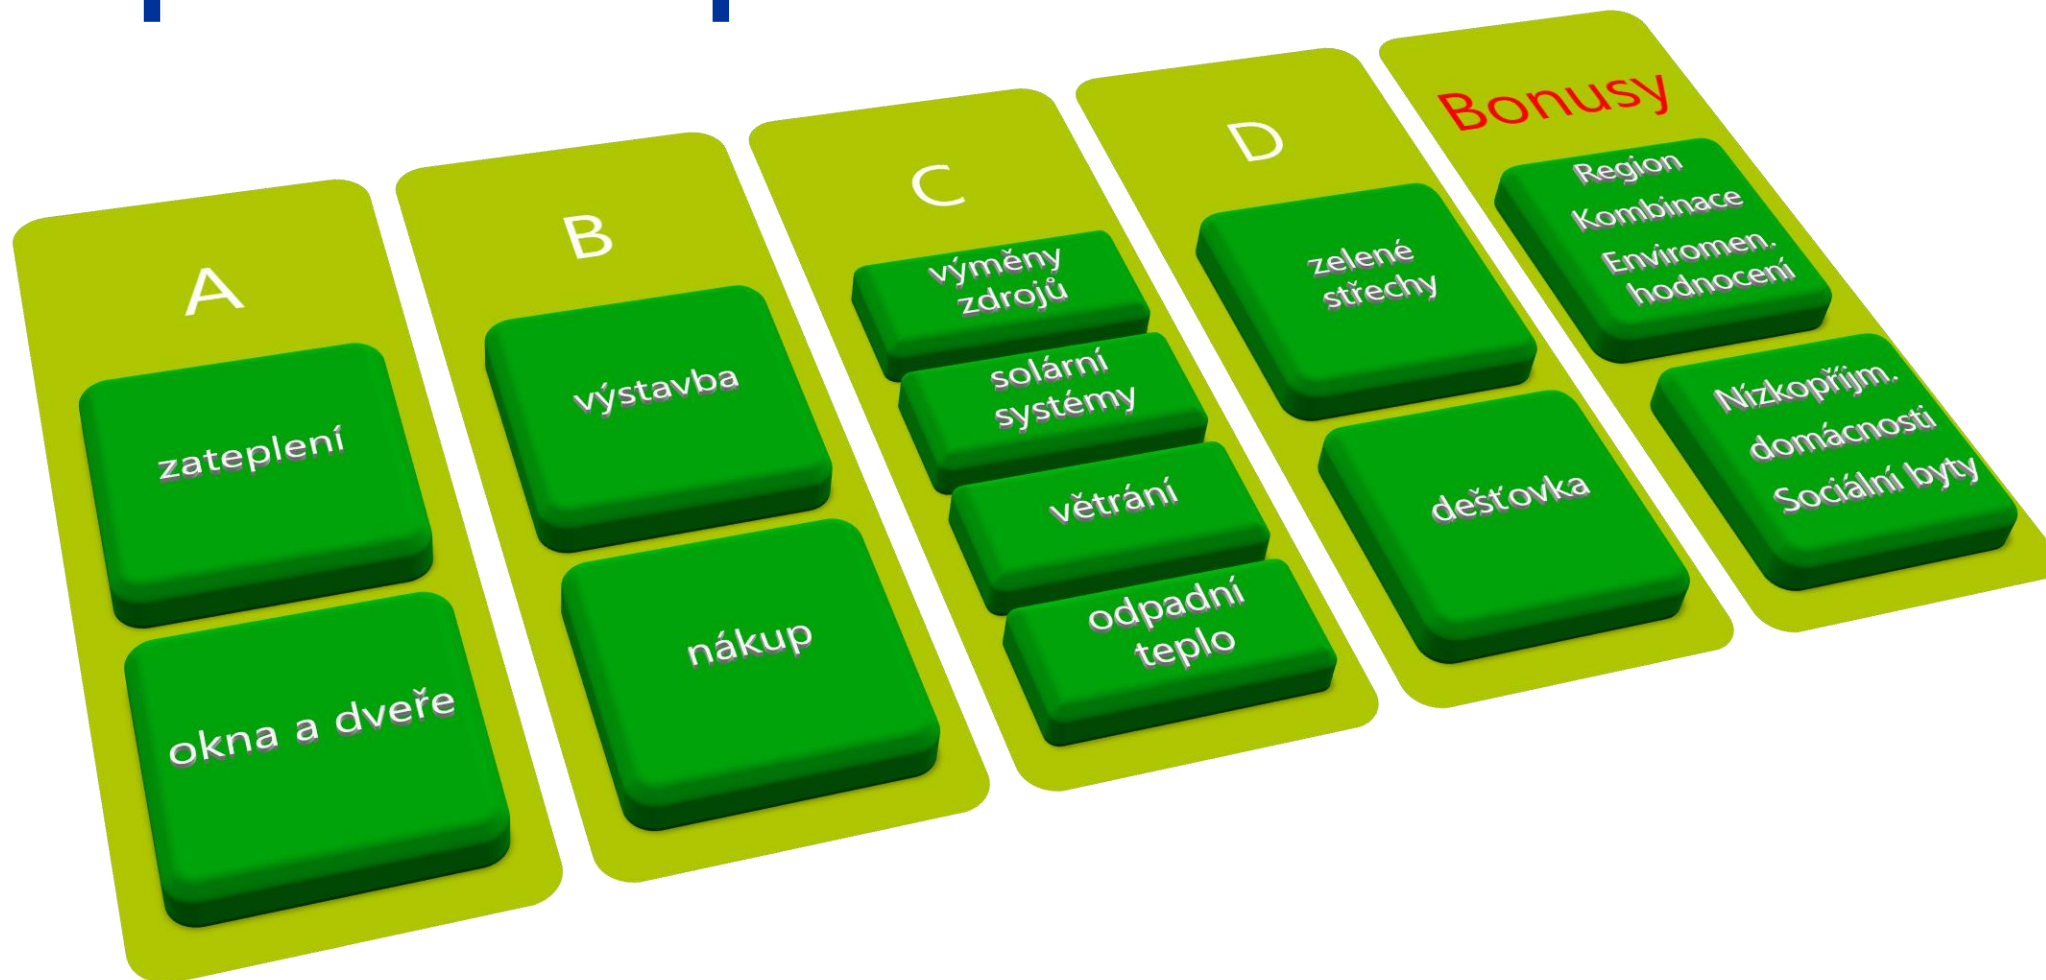 A
zateplení
okna a dveře
B
výstavba
nákup
C
výměny
zdrojů
solární
systémy
větrání
odpadní
teplo
D
zelené
střechy
dešťovka
Bonusy
Region
Kombinace
Enviromen.
hodnocení
Nízkopříjm.
domácnosti
Sociální byty